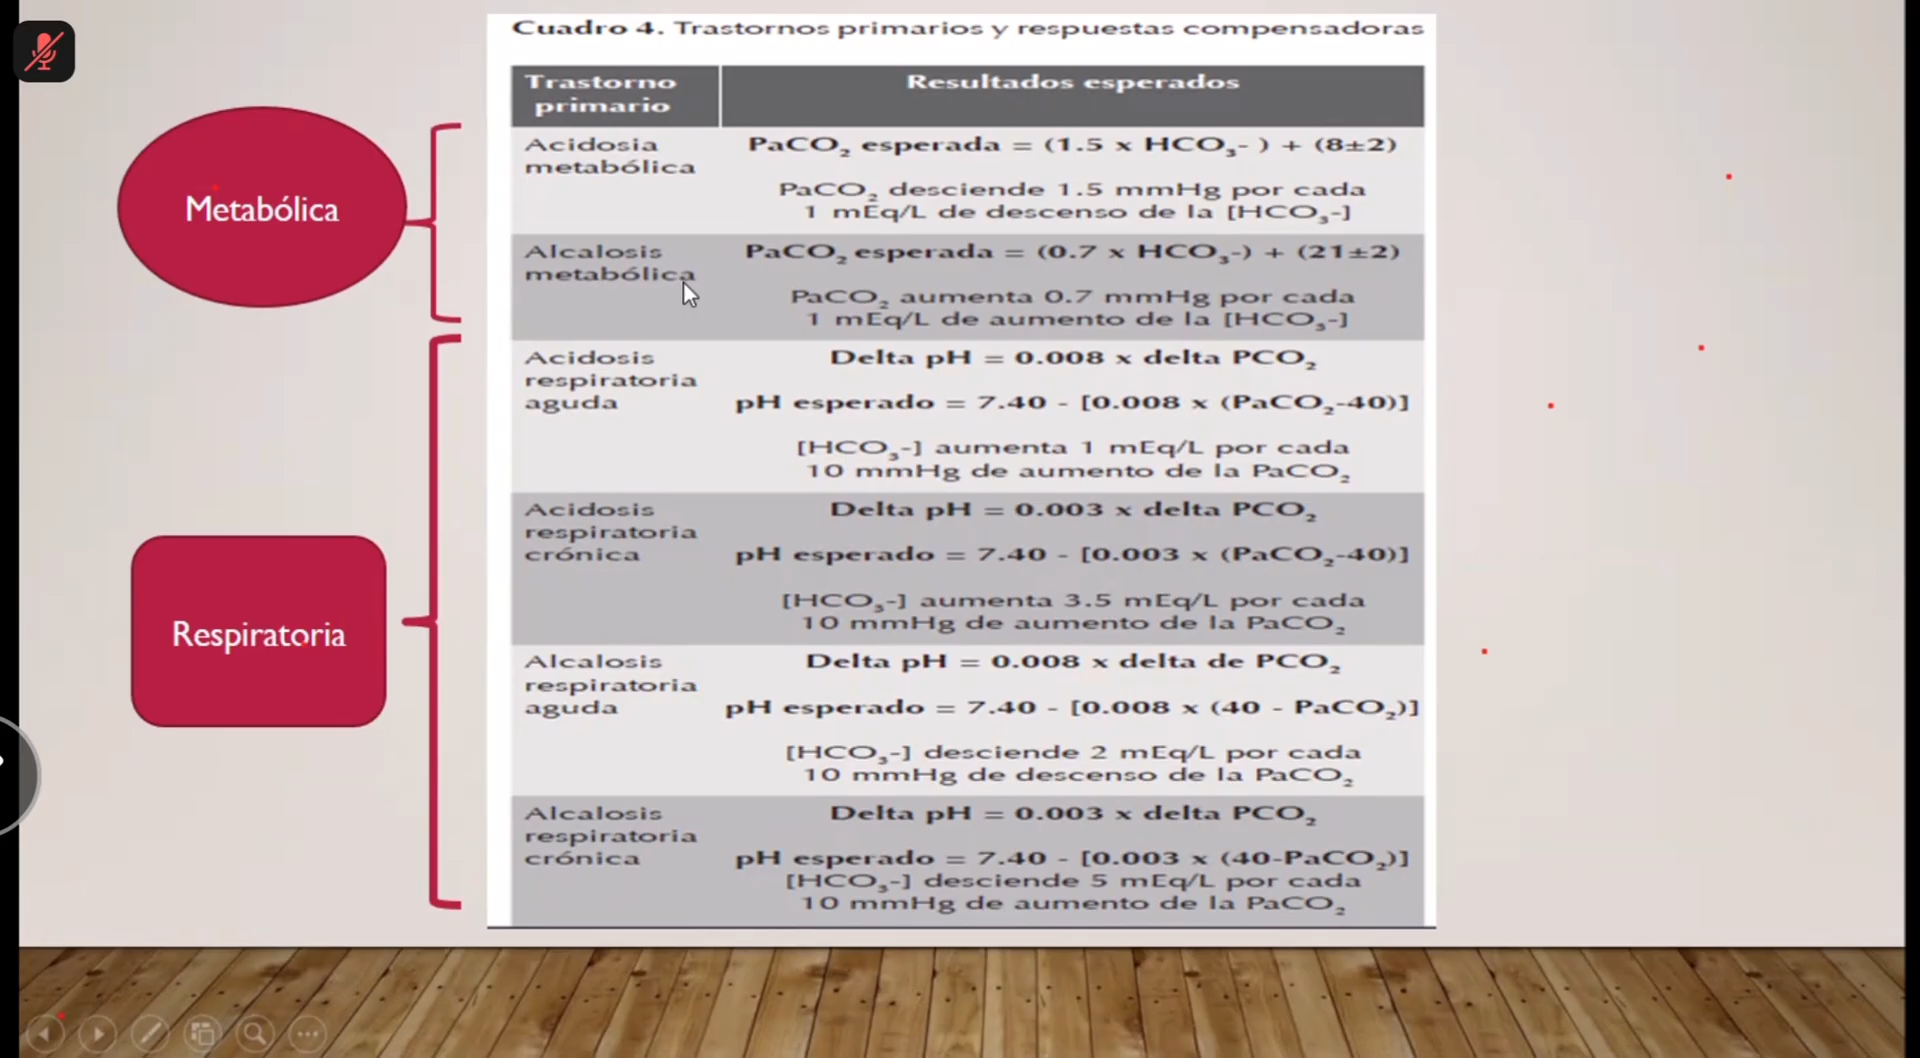 Cuadro 4. Trastornos primarios y respuestas compensadoras
Trastorno primario
Resultados esperados
Metabólica
Acidosia
metabólica
PaCO₂ esperada = (1.5 x HCO₃- ) + (8±2)
PaCO₂ desciende 1.5 mmHg por cada
1 mEq/L de descenso de la [HCO₃-]
Alcalosis
metabólica
PaCO₂ esperada = (0.7 x HCO₃-) + (21±2)
PaCO₂ aumenta 0.7 mmHg por cada
1 mEq/L de aumento de la [HCO₃-]
Respiratoria
Acidosis
respiratoria
aguda
Delta pH = 0.008 x delta PCO₂
pH esperado = 7.40 - [0.008 x (PaCO₂-40)]
[HCO₃-] aumenta 1 mEq/L por cada
10 mmHg de aumento de la PaCO₂
Acidosis
respiratoria
crónica
Delta pH = 0.003 x delta PCO₂
pH esperado = 7.40 - [0.003 x (PaCO₂-40)]
[HCO₃-] aumenta 3.5 mEq/L por cada
10 mmHg de aumento de la PaCO₂
Alcalosis
respiratoria
aguda
Delta pH = 0.008 x delta de PCO₂
pH esperado = 7.40 - [0.008 x (40 - PaCO₂)]
[HCO₃-] desciende 2 mEq/L por cada
10 mmHg de descenso de la PaCO₂
Alcalosis
respiratoria
crónica
Delta pH = 0.003 x delta PCO₂
pH esperado = 7.40 - [0.003 x (40-PaCO₂)]
[HCO₃-] desciende 5 mEq/L por cada
10 mmHg de aumento de la PaCO₂